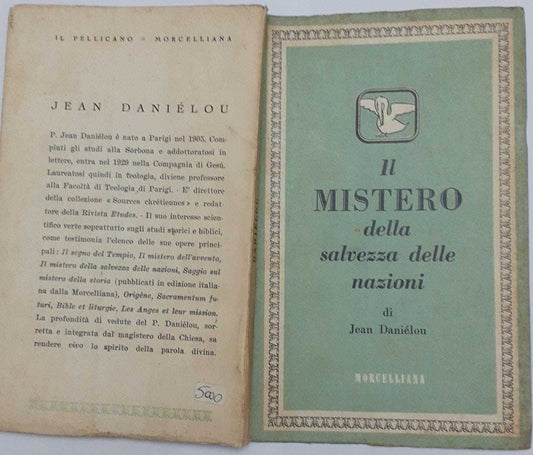 IL PELLICANO = MORCELLIANA
JEAN DANIÉLOU
P. Jean Daniélou è nato a Parigi nel 1905. Com-
piuti gli studi alla Sorbona e addottoratosi in
lettere, entra nel 1929 nella Compagnia di Gesù.
Laureatosi quindi in teologia, diviene professore
alla Facoltà di Teologia di Parigi. - E' direttore
della collezione « Sources chrétiennes » e redat-
tore della Rivista Etudes. - Il suo interesse scien-
tifico verte soprattutto sugli studi storici e biblici,
come testimonia l'elenco delle sue opere princi-
pali: Il segno del Tempio, Il mistero dell'avvento,
Il mistero della salvezza delle nazioni, Saggio sul
mistero della storia (pubblicati in edizione italia-
na dalla Morcelliana), Origène, Sacramentum fu-
turi, Bible et liturgie, Les Anges et leur mission.
La profondità di vedute del P. Daniélou, sor-
retta e integrata dal magistero della Chiesa, sa
rendere vivo lo spirito della parola divina.
5000
Il
MISTERO
della
salvezza delle
nazioni
di
Jean Daniélou
MORCELLIANA